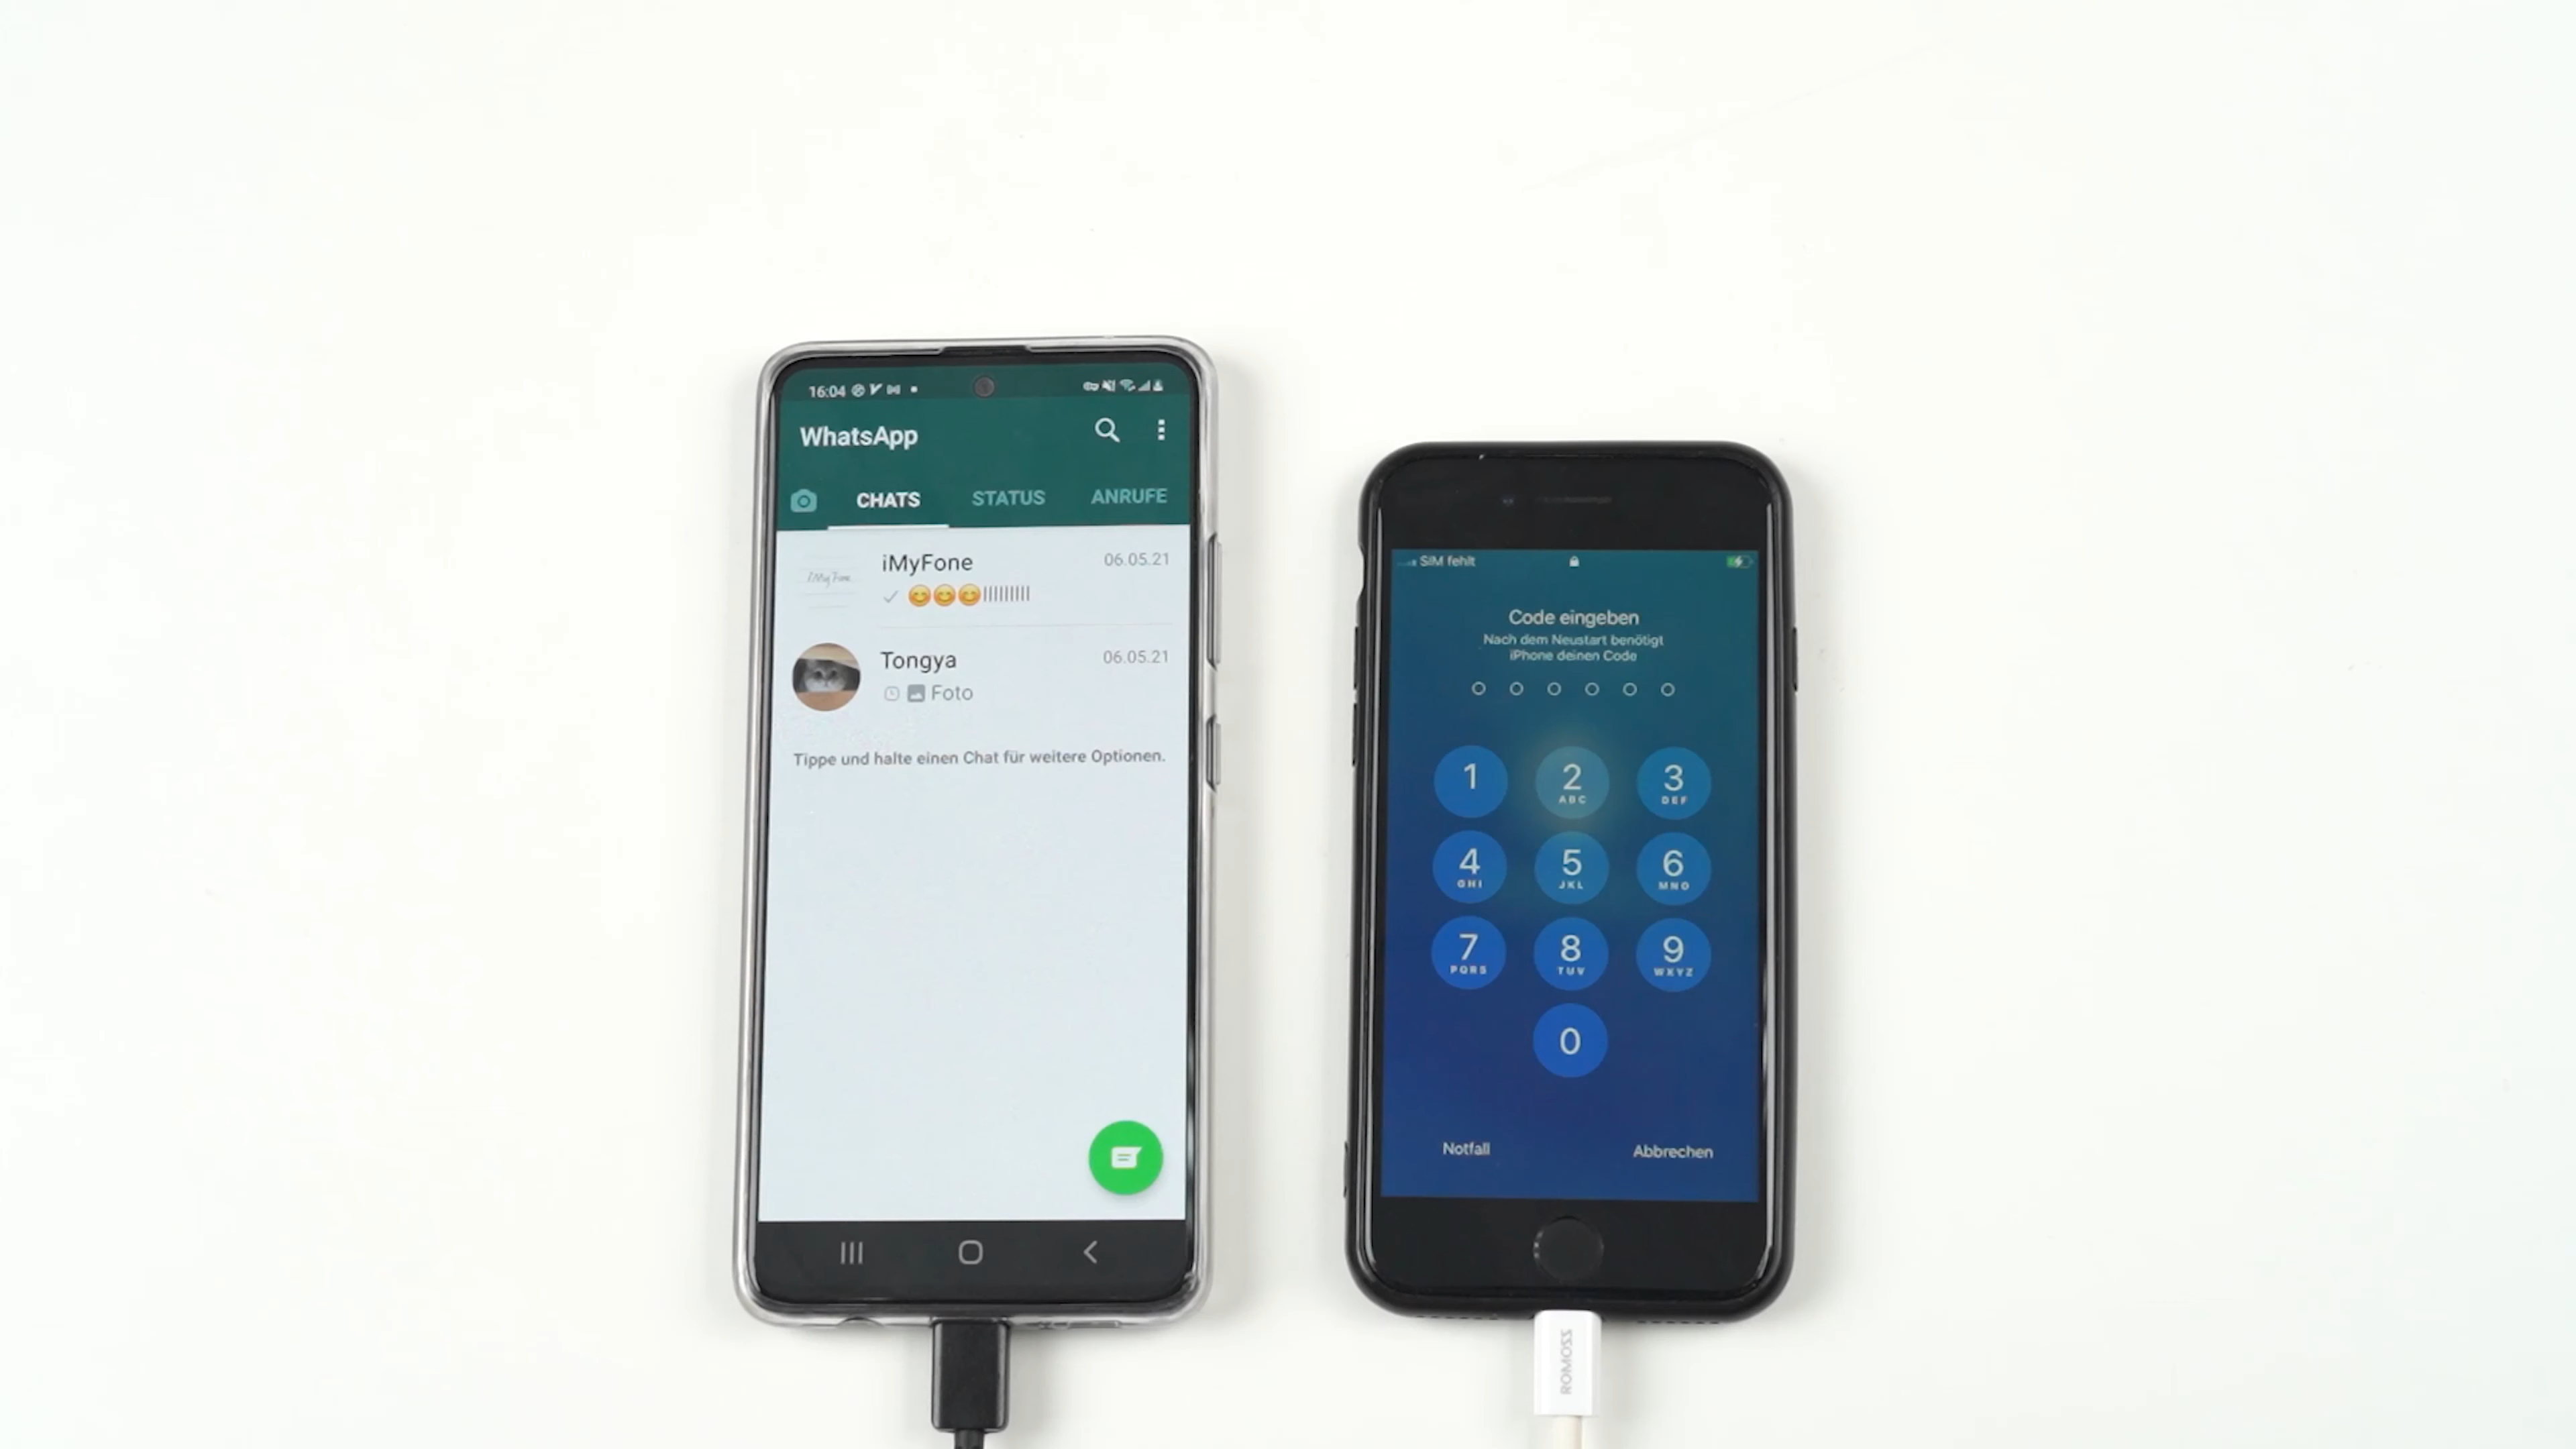 16:04
WhatsApp
CHATS STATUS ANRUFE
iMyFone
iMyFone 06.05.21
😊😊😊|||||||||
Tongya 06.05.21
Foto
Tippe und halte einen Chat für weitere Optionen.
SIM fehlt
Code eingeben
Nach dem Neustart benötigt
iPhone deinen Code
1 2 3
ABC DEF
4 5 6
GHI JKL MNO
7 8 9
PQRS TUV WXYZ
0
Notfall Abbrechen
ROMOSS